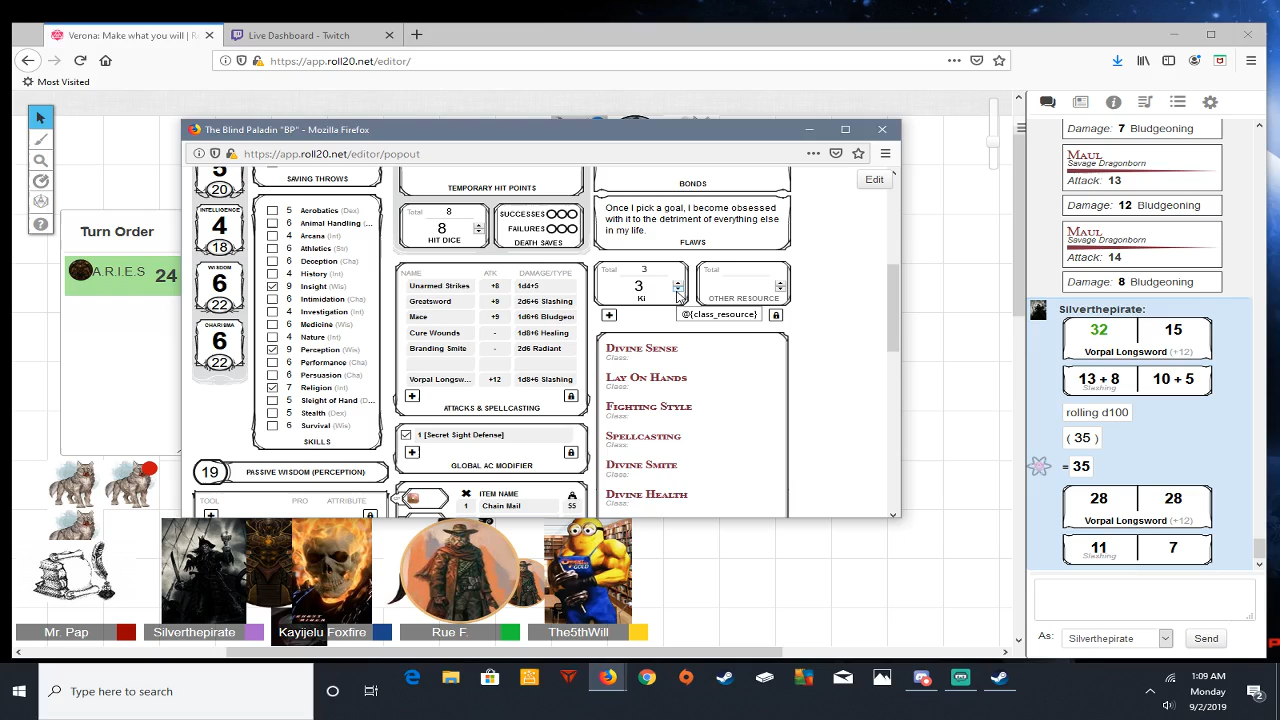 Verona: Make what you will | R
Live Dashboard - Twitch
https://app.roll20.net/editor/
Most Visited
The Blind Paladin "BP" - Mozilla Firefox
https://app.roll20.net/editor/popout
Edit
Turn Order
A.R.I.E.S 24
5
20
INTELLIGENCE
4
18
WISDOM
6
22
CHARISMA
6
22
SAVING THROWS
5 Acrobatics (Dex)
6 Animal Handling (...
4 Arcana (Int)
6 Athletics (Str)
6 Deception (Cha)
4 History (Int)
9 Insight (Wis)
6 Intimidation (Cha)
4 Investigation (Int)
6 Medicine (Wis)
4 Nature (Int)
9 Perception (Wis)
6 Performance (Cha)
6 Persuasion (Cha)
7 Religion (Int)
5 Sleight of Hand (D...
5 Stealth (Dex)
6 Survival (Wis)
SKILLS
19 PASSIVE WISDOM (PERCEPTION)
TOOL PRO ATTRIBUTE
TEMPORARY HIT POINTS
Total 8
8
HIT DICE
SUCCESSES
FAILURES
DEATH SAVES
NAME ATK DAMAGE/TYPE
Unarmed Strikes +8 1d4+5
Greatsword +9 2d6+6 Slashing
Mace +9 1d6+6 Bludgeo
Cure Wounds - 1d8+6 Healing
Branding Smite - 2d6 Radiant
Vorpal Longsw... +12 1d8+6 Slashing
ATTACKS & SPELLCASTING
1 [Secret Sight Defense]
GLOBAL AC MODIFIER
ITEM NAME
1 Chain Mail 55
BONDS
Once I pick a goal, I become obsessed
with it to the detriment of everything else
in my life.
FLAWS
Total 3
3
Ki
Total
OTHER RESOURCE
@{class_resource}
DIVINE SENSE
Class:
LAY ON HANDS
Class:
FIGHTING STYLE
Class:
SPELLCASTING
Class:
DIVINE SMITE
Class:
DIVINE HEALTH
Class:
Damage: 7 Bludgeoning
MAUL
Savage Dragonborn
Attack: 13
Damage: 12 Bludgeoning
MAUL
Savage Dragonborn
Attack: 14
Damage: 8 Bludgeoning
Silverthepirate:
32 15
Vorpal Longsword (+12)
13 + 8 10 + 5
Slashing
rolling d100
( 35 )
= 35
28 28
Vorpal Longsword (+12)
11 7
Slashing
As: Silverthepirate Send
Mr. Pap
Silverthepirate
Kayijelu Foxfire
Rue F.
The5thWill
Type here to search
1:09 AM
Monday
9/2/2019
2